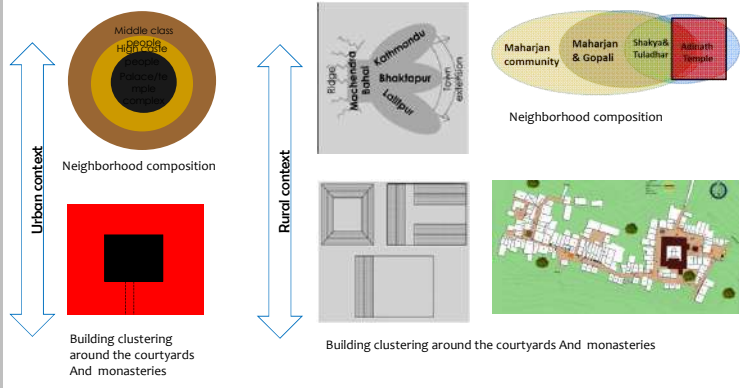 Urban context
Middle class
people
High caste
people
Palace/te
mple
complex
Neighborhood composition
Building clustering
around the courtyards
And monasteries
Rural context
Ridge
Machendra
Bahal
Kathmandu
Bhaktapur
Lalitpur
Town
extension
Maharjan
community
Maharjan
& Gopali
Shakya&
Tuladhar
Adinath
Temple
Neighborhood composition
Building clustering around the courtyards And monasteries